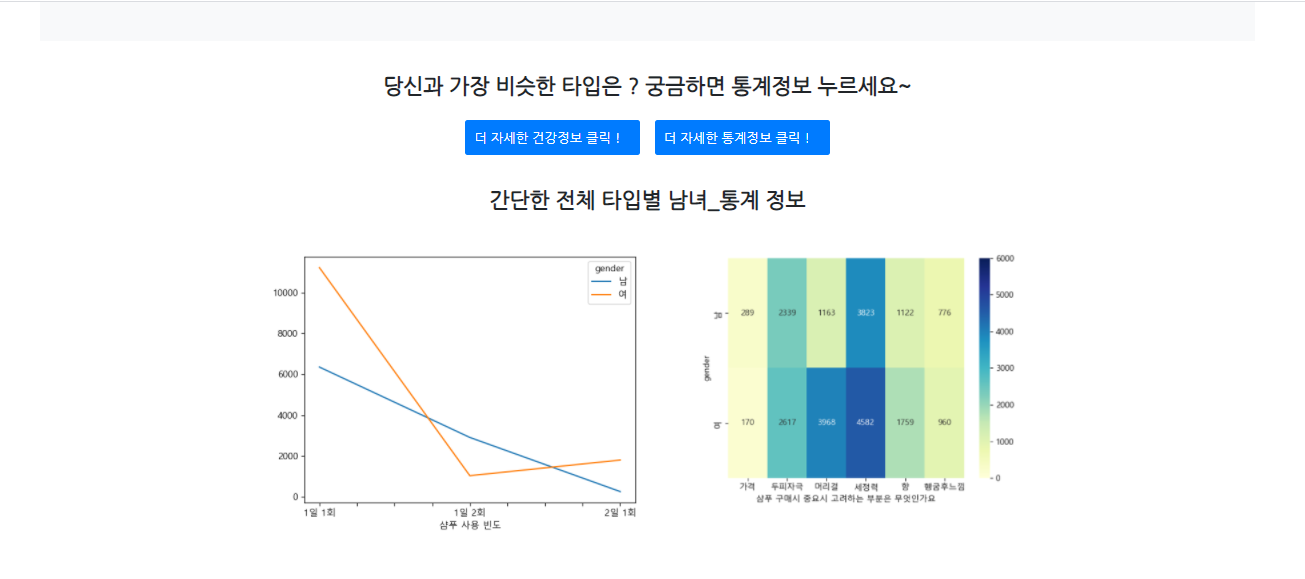 당신과 가장 비슷한 타입은 ? 궁금하면 통계정보 누르세요~
더 자세한 건강정보 클릭 !
더 자세한 통계정보 클릭 !
간단한 전체 타입별 남녀_통계 정보
gender
남
여
10000
8000
6000
4000
2000
0
1일 1회
1일 2회
2일 1회
샴푸 사용 빈도
gender
남
여
289
2339
1163
3823
1122
776
170
2617
3968
4582
1759
960
가격
두피자극
머리결
세정력
향
헹굼후느낌
샴푸 구매시 중요시 고려하는 부분은 무엇인가요
6000
5000
4000
3000
2000
1000
0